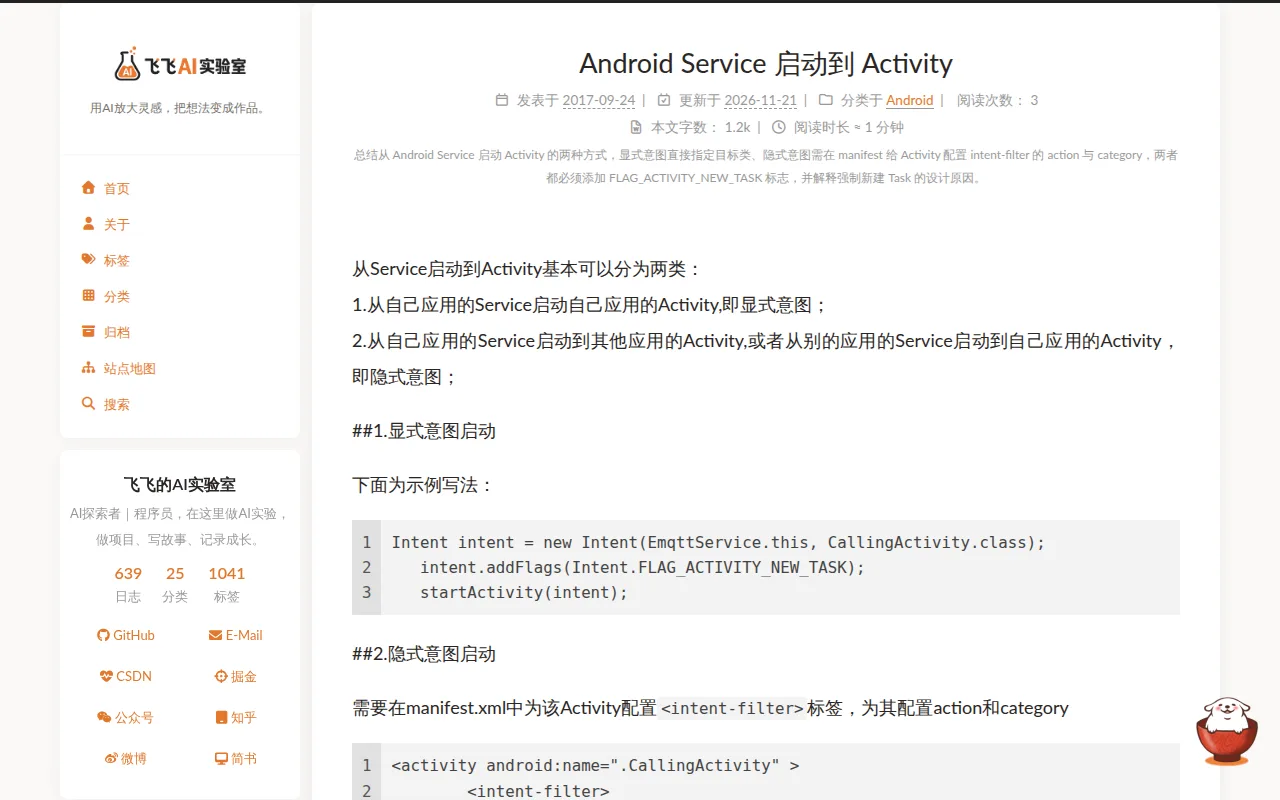 飞飞AI实验室
用AI放大灵感，把想法变成作品。
首页
关于
标签
分类
归档
站点地图
搜索
飞飞的AI实验室
AI探索者｜程序员，在这里做AI实验，
做项目、写故事、记录成长。
639 25 1041
日志 分类 标签
GitHub E-Mail
CSDN 掘金
公众号 知乎
微博 简书
Android Service 启动到 Activity
发表于 2017-09-24 | 更新于 2026-11-21 | 分类于 Android | 阅读次数： 3
本文字数： 1.2k | 阅读时长 ≈ 1 分钟
总结从 Android Service 启动 Activity 的两种方式，显式意图直接指定目标类、隐式意图需在 manifest 给 Activity 配置 intent-filter 的 action 与 category，两者
都必须添加 FLAG_ACTIVITY_NEW_TASK 标志，并解释强制新建 Task 的设计原因。
从Service启动到Activity基本可以分为两类：
1.从自己应用的Service启动自己应用的Activity,即显式意图；
2.从自己应用的Service启动到其他应用的Activity,或者从别的应用的Service启动到自己应用的Activity，
即隐式意图；
##1.显式意图启动
下面为示例写法：
1 Intent intent = new Intent(EmqttService.this, CallingActivity.class);
2 intent.addFlags(Intent.FLAG_ACTIVITY_NEW_TASK);
3 startActivity(intent);
##2.隐式意图启动
需要在manifest.xml中为该Activity配置<intent-filter>标签，为其配置action和category
1 <activity android:name=".CallingActivity" >
2 <intent-filter>